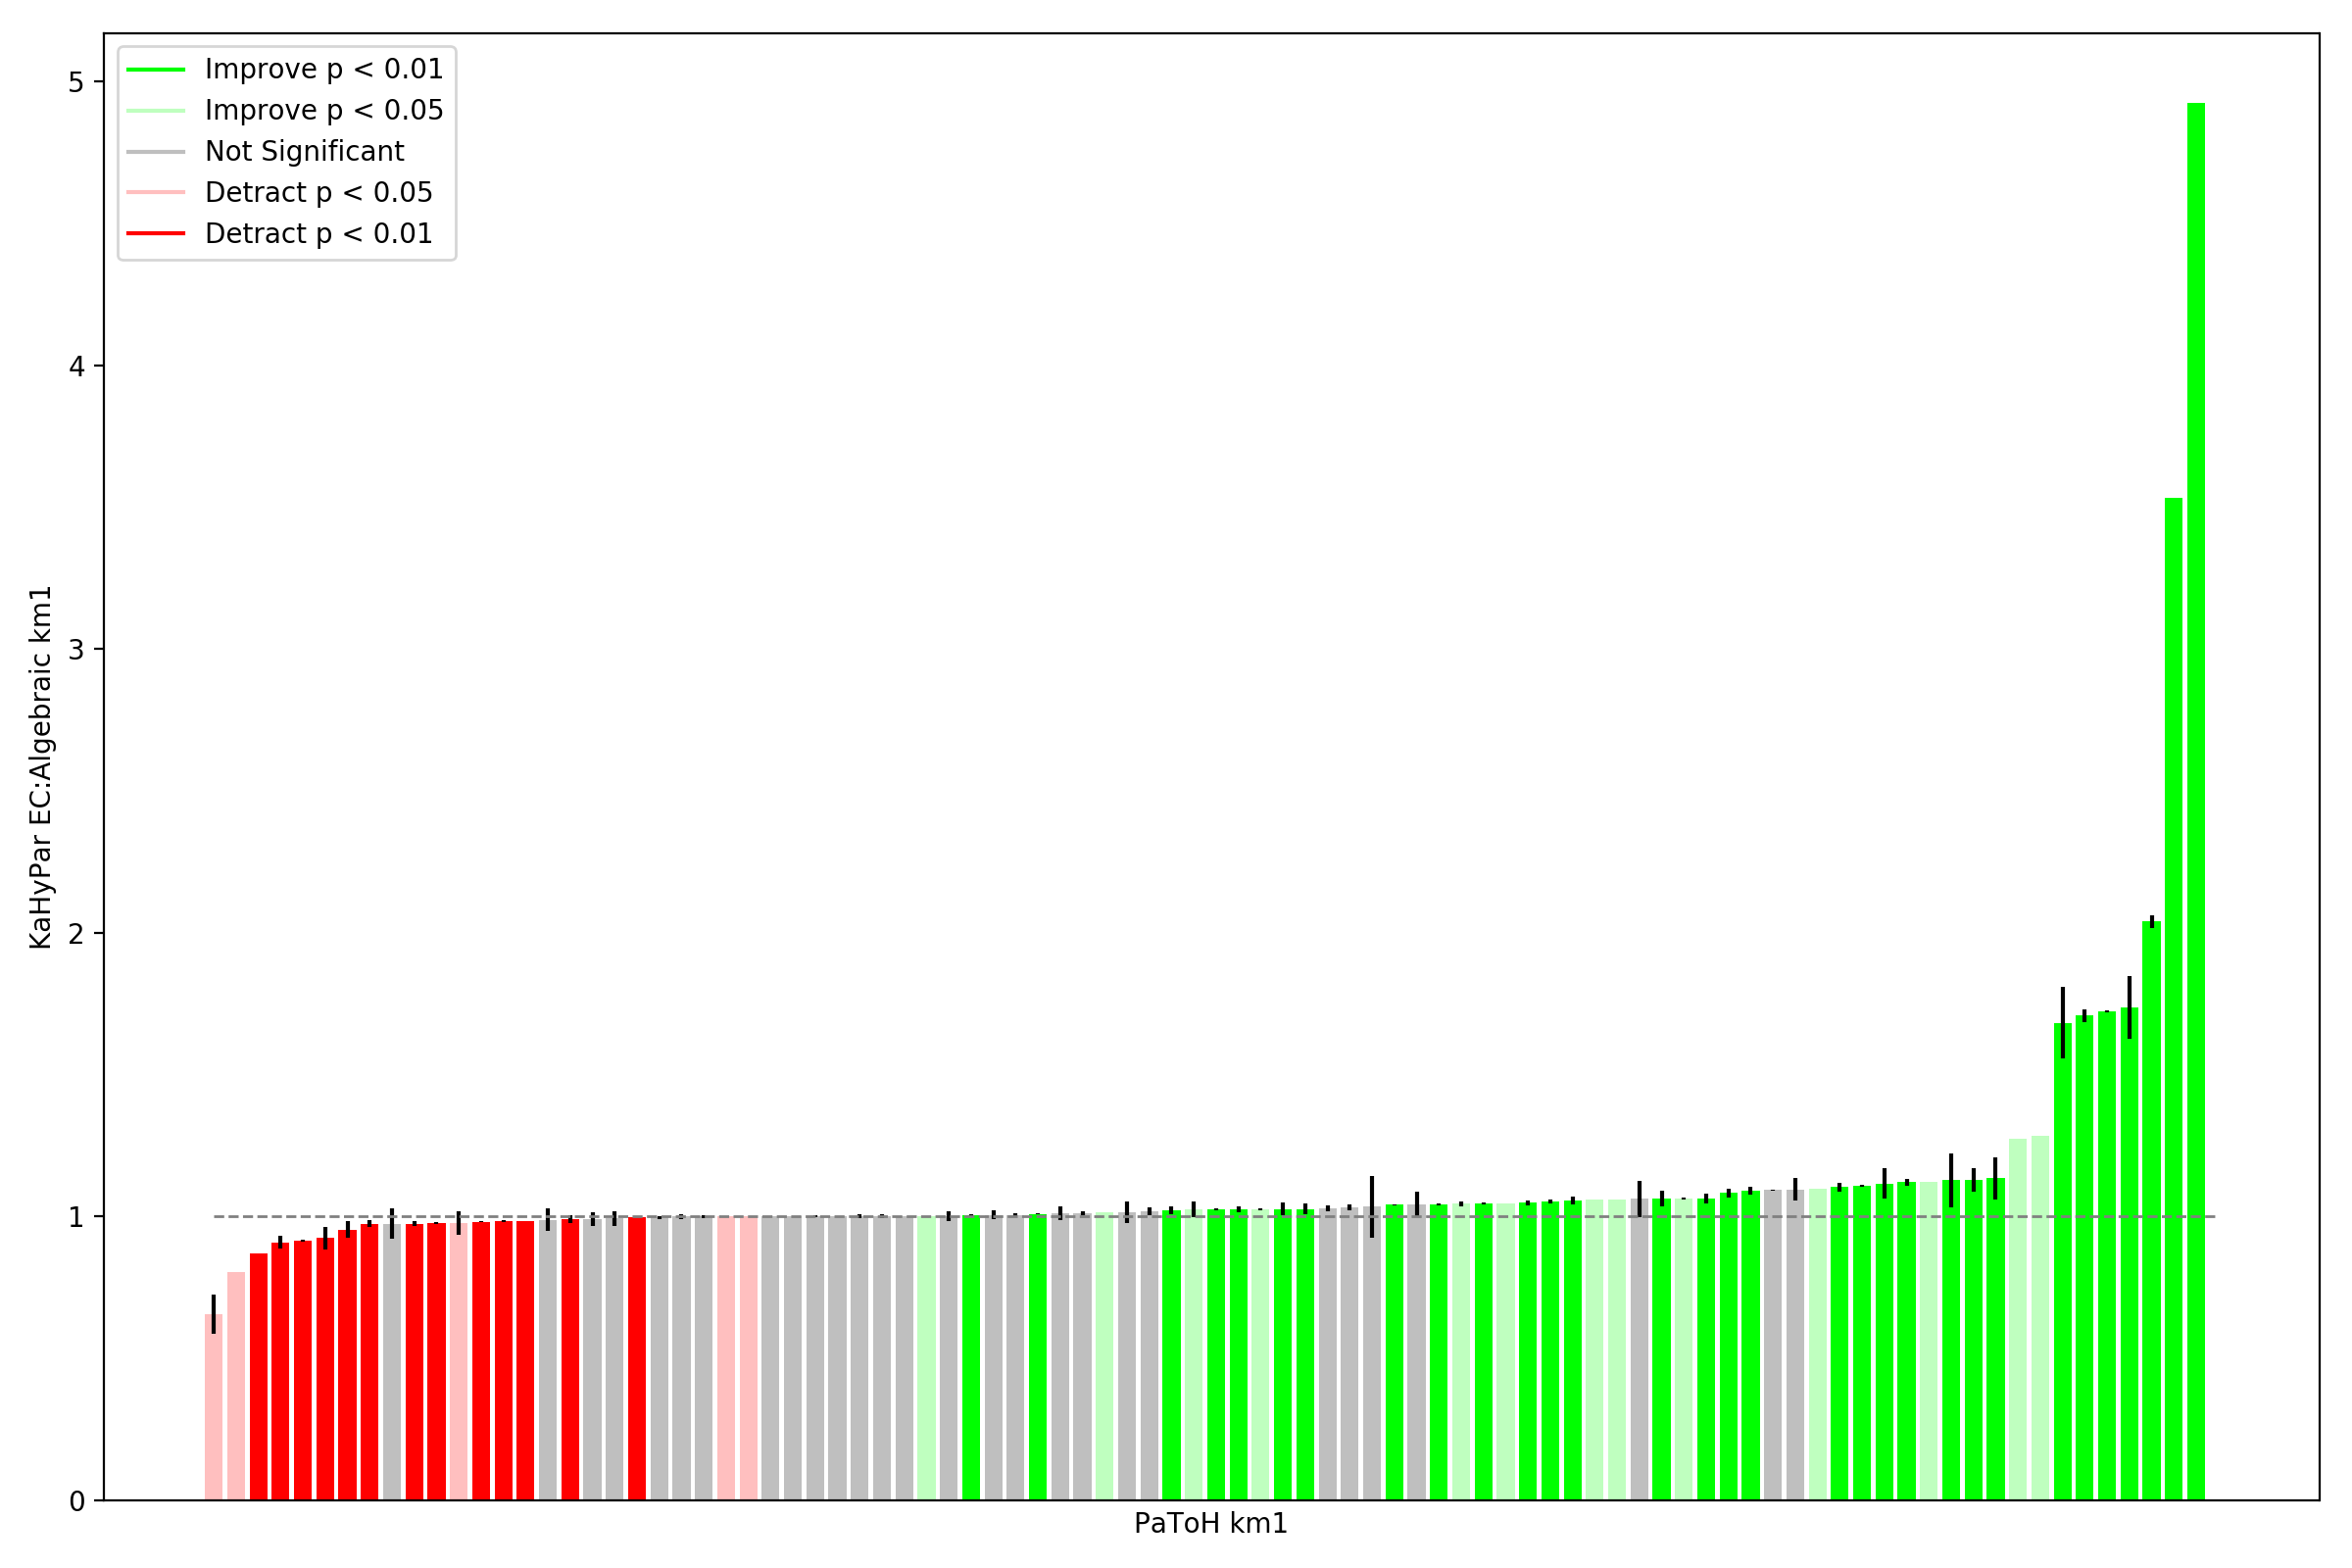 Improve p < 0.01
Improve p < 0.05
Not Significant
Detract p < 0.05
Detract p < 0.01
5
4
3
2
1
0
KaHyPar EC:Algebraic km1
PaToH km1